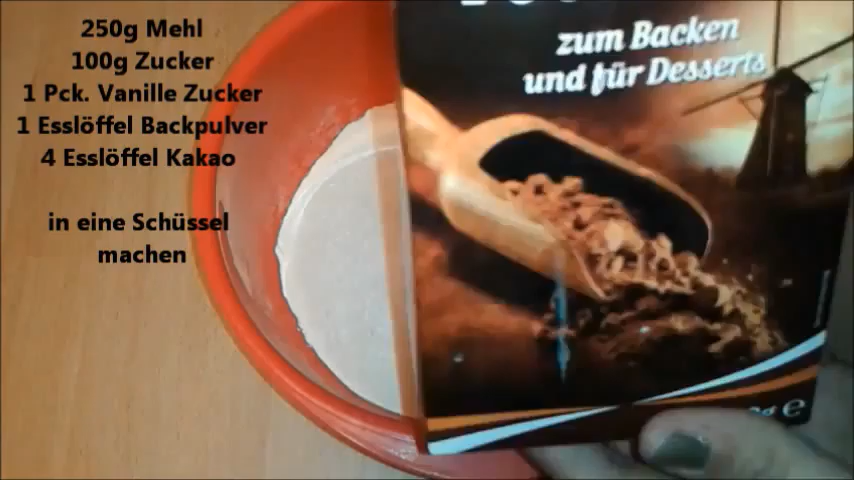 250g Mehl
100g Zucker
1 Pck. Vanille Zucker
1 Esslöffel Backpulver
4 Esslöffel Kakao
in eine Schüssel
machen
zum Backen
und für Desserts